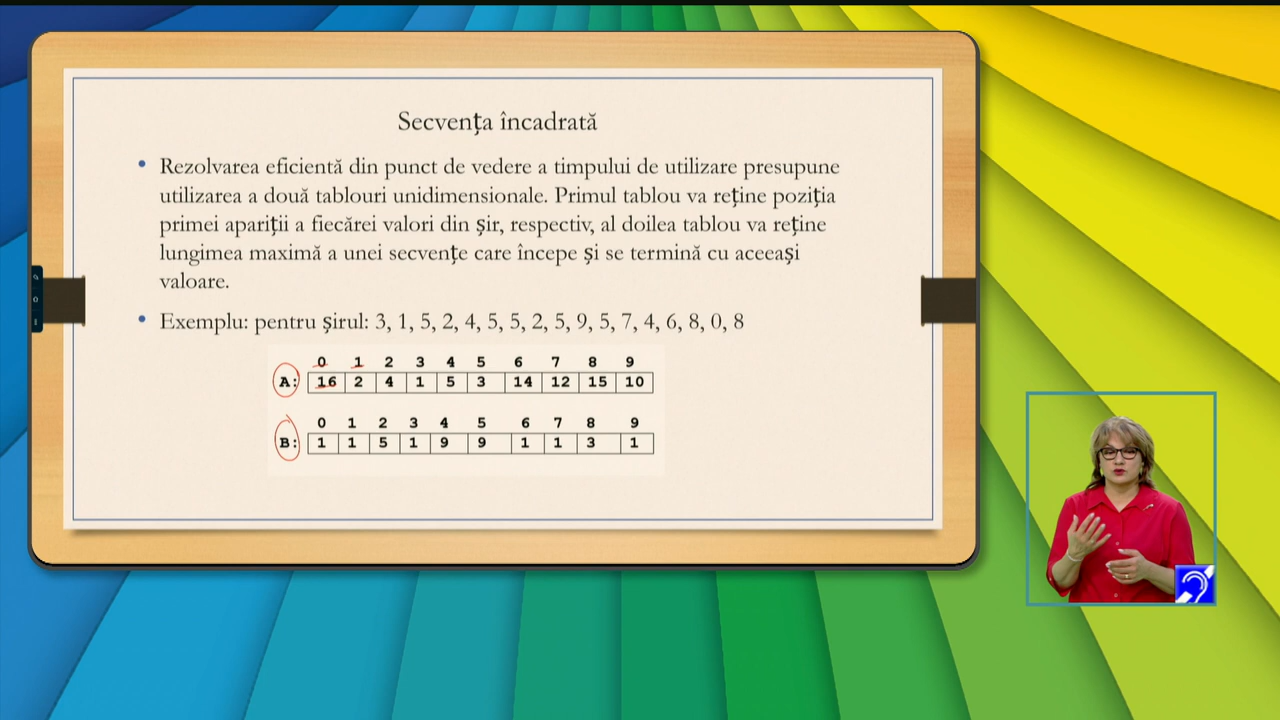 Secvența încadrată
• Rezolvarea eficientă din punct de vedere a timpului de utilizare presupune
utilizarea a două tablouri unidimensionale. Primul tablou va reține poziția
primei apariții a fiecărei valori din șir, respectiv, al doilea tablou va reține
lungimea maximă a unei secvențe care începe și se termină cu aceeași
valoare.
• Exemplu: pentru șirul: 3, 1, 5, 2, 4, 5, 5, 2, 5, 9, 5, 7, 4, 6, 8, 0, 8
0 1 2 3 4 5 6 7 8 9
A: 16 2 4 1 5 3 14 12 15 10
0 1 2 3 4 5 6 7 8 9
B: 1 1 5 1 9 9 1 1 3 1